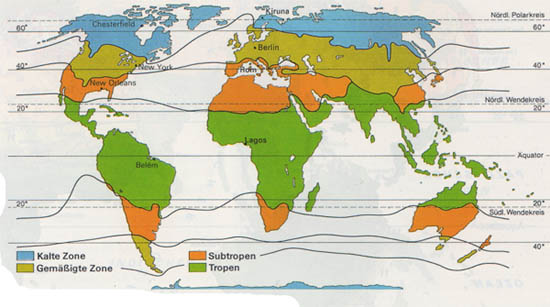 Kiruna
Nördl. Polarkreis
Chesterfield
60°
60°
Berlin
New York
40°
Rom
40°
New Orleans
Nördl. Wendekreis
20°
20°
Lagos
Äquator
Belém
20°
20°
Südl. Wendekreis
40°
Kalte Zone
Subtropen
Gemäßigte Zone
Tropen